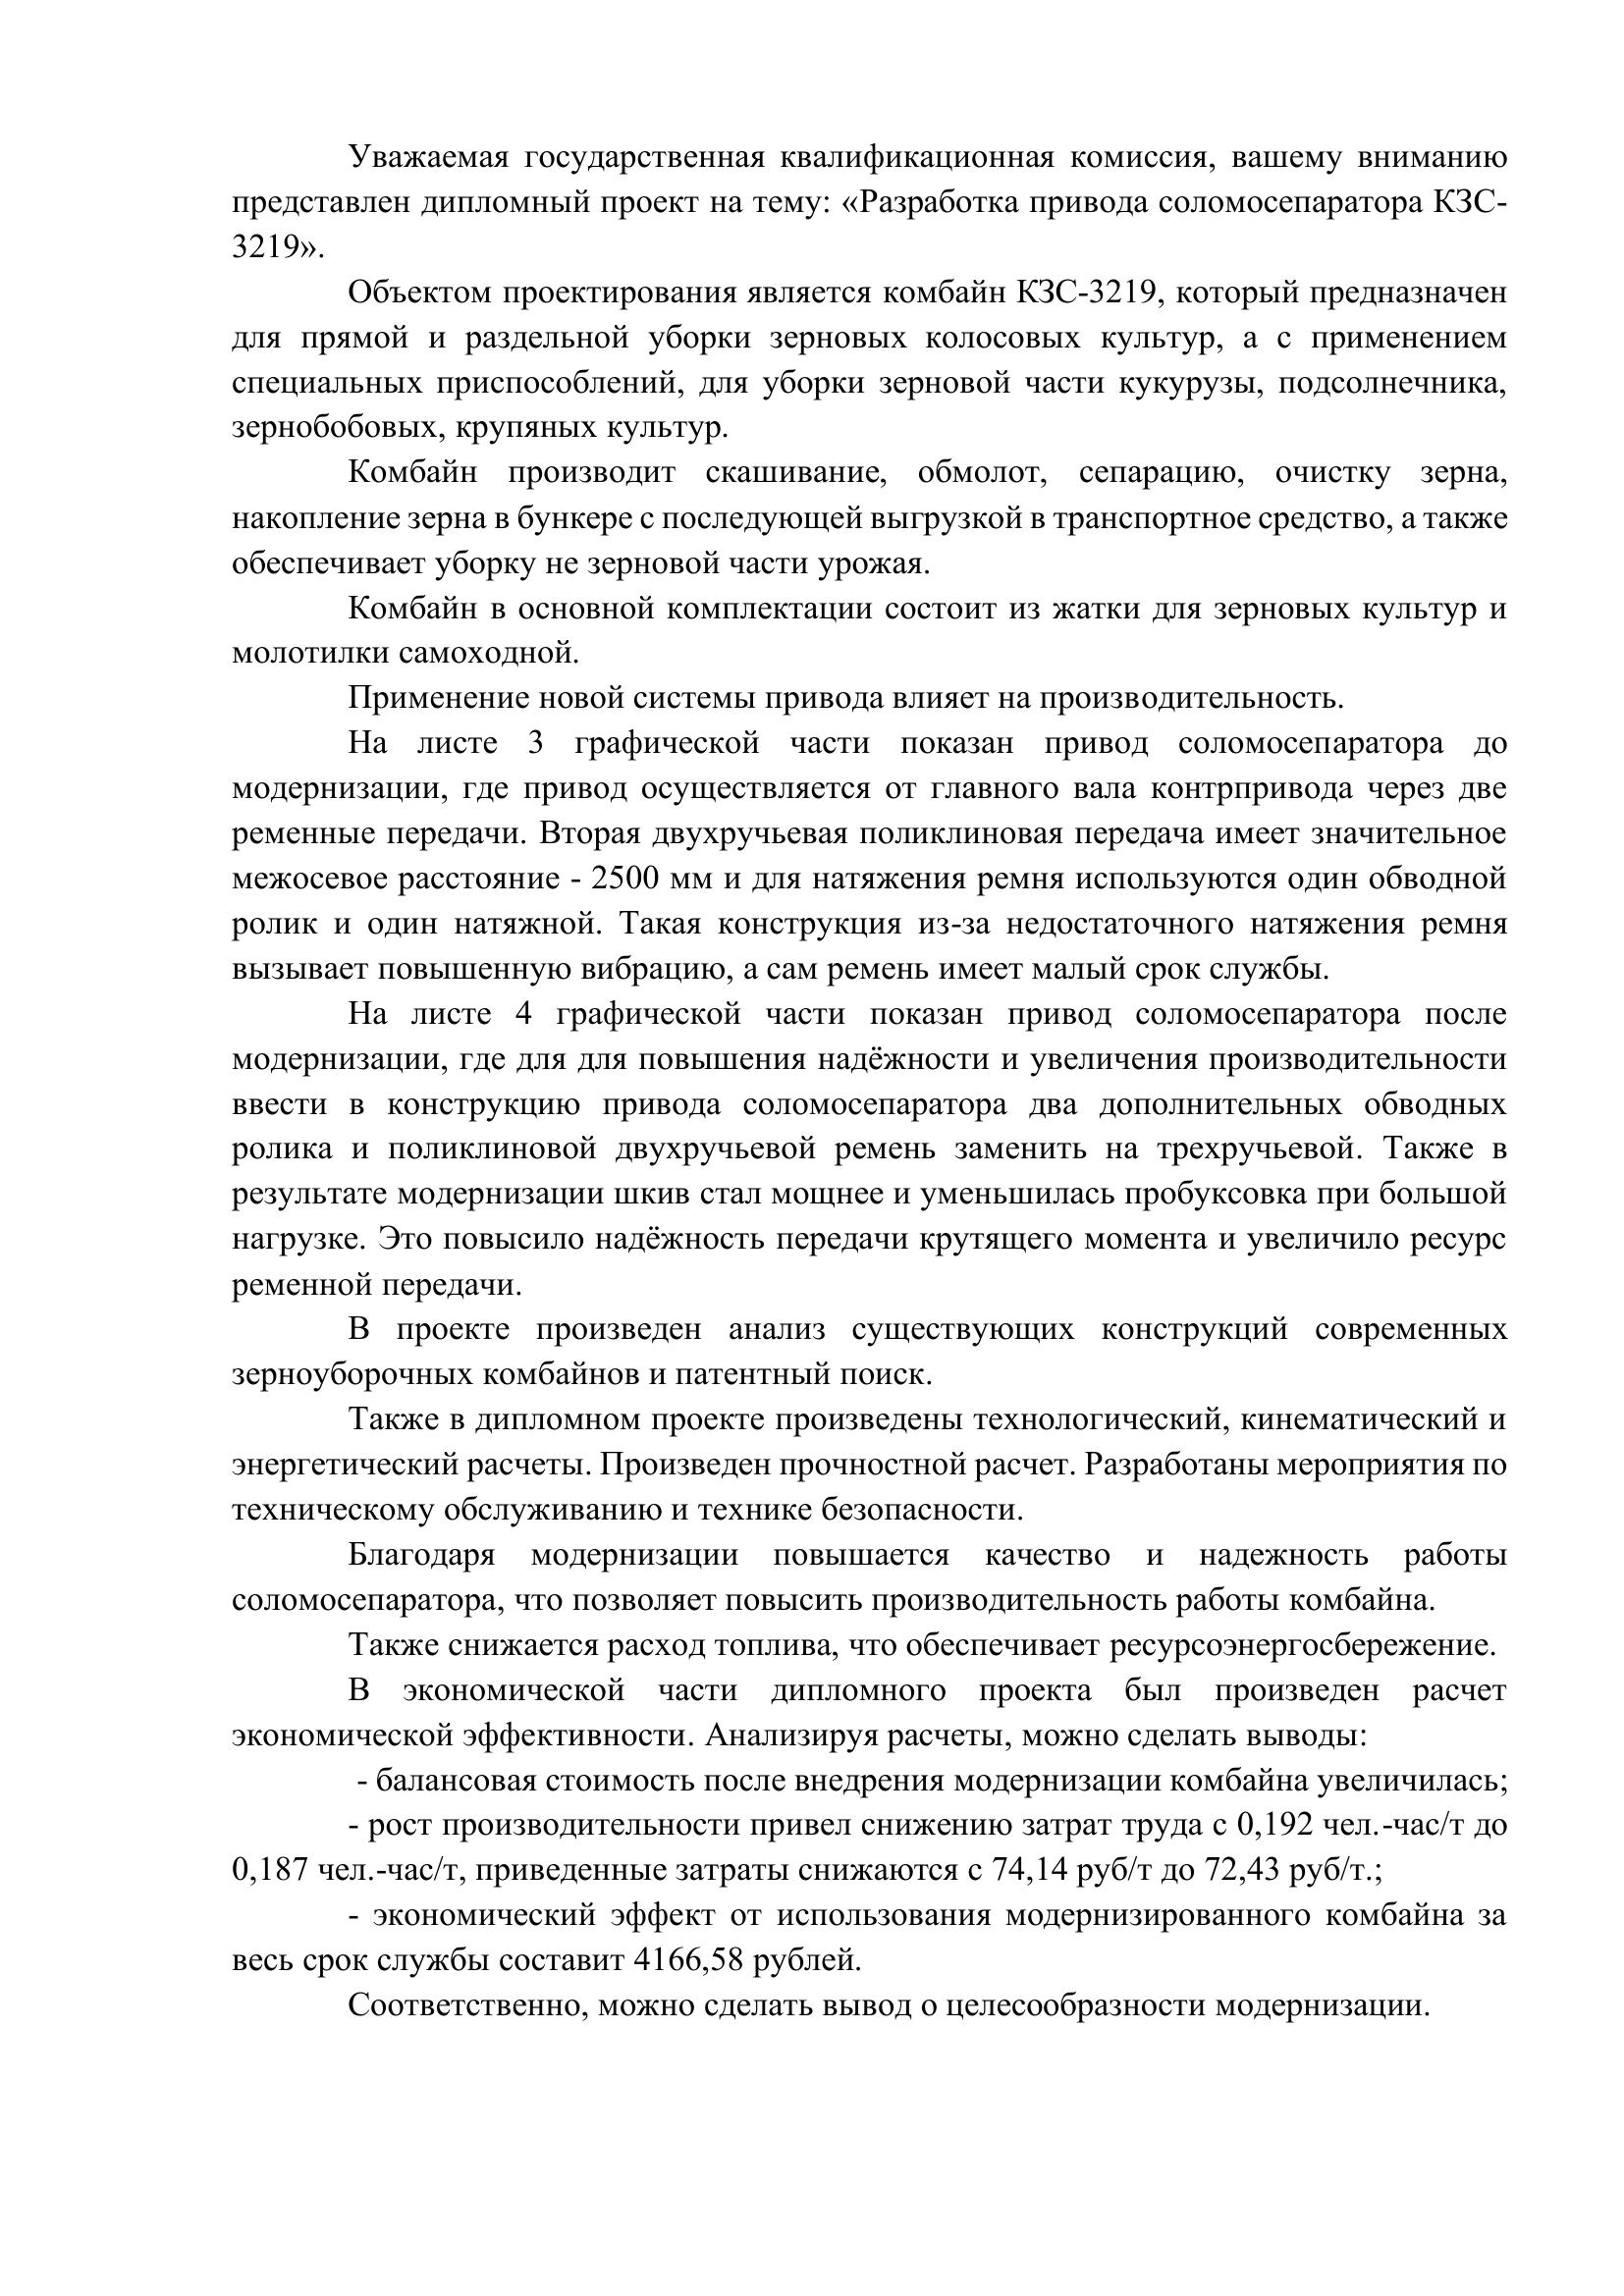 Уважаемая государственная квалификационная комиссия, вашему вниманию
представлен дипломный проект на тему: «Разработка привода соломосепаратора КЗС-
3219».
Объектом проектирования является комбайн КЗС-3219, который предназначен
для прямой и раздельной уборки зерновых колосовых культур, а с применением
специальных приспособлений, для уборки зерновой части кукурузы, подсолнечника,
зернобобовых, крупяных культур.
Комбайн производит скашивание, обмолот, сепарацию, очистку зерна,
накопление зерна в бункере с последующей выгрузкой в транспортное средство, а также
обеспечивает уборку не зерновой части урожая.
Комбайн в основной комплектации состоит из жатки для зерновых культур и
молотилки самоходной.
Применение новой системы привода влияет на производительность.
На листе 3 графической части показан привод соломосепаратора до
модернизации, где привод осуществляется от главного вала контрпривода через две
ременные передачи. Вторая двухручьевая поликлиновая передача имеет значительное
межосевое расстояние - 2500 мм и для натяжения ремня используются один обводной
ролик и один натяжной. Такая конструкция из-за недостаточного натяжения ремня
вызывает повышенную вибрацию, а сам ремень имеет малый срок службы.
На листе 4 графической части показан привод соломосепаратора после
модернизации, где для для повышения надёжности и увеличения производительности
ввести в конструкцию привода соломосепаратора два дополнительных обводных
ролика и поликлиновой двухручьевой ремень заменить на трехручьевой. Также в
результате модернизации шкив стал мощнее и уменьшилась пробуксовка при большой
нагрузке. Это повысило надёжность передачи крутящего момента и увеличило ресурс
ременной передачи.
В проекте произведен анализ существующих конструкций современных
зерноуборочных комбайнов и патентный поиск.
Также в дипломном проекте произведены технологический, кинематический и
энергетический расчеты. Произведен прочностной расчет. Разработаны мероприятия по
техническому обслуживанию и технике безопасности.
Благодаря модернизации повышается качество и надежность работы
соломосепаратора, что позволяет повысить производительность работы комбайна.
Также снижается расход топлива, что обеспечивает ресурсоэнергосбережение.
В экономической части дипломного проекта был произведен расчет
экономической эффективности. Анализируя расчеты, можно сделать выводы:
- балансовая стоимость после внедрения модернизации комбайна увеличилась;
- рост производительности привел снижению затрат труда с 0,192 чел.-час/т до
0,187 чел.-час/т, приведенные затраты снижаются с 74,14 руб/т до 72,43 руб/т.;
- экономический эффект от использования модернизированного комбайна за
весь срок службы составит 4166,58 рублей.
Соответственно, можно сделать вывод о целесообразности модернизации.